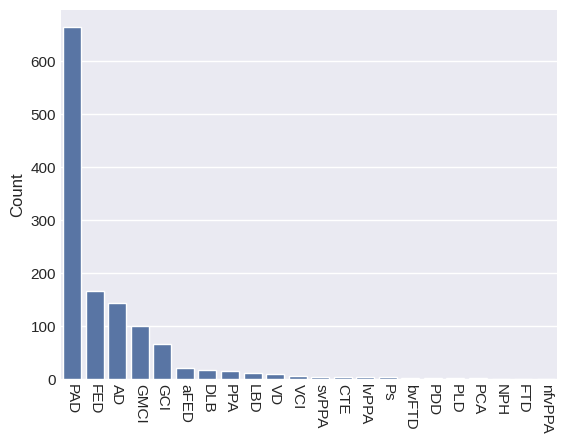 Count
600
500
400
300
200
100
0
PAD
FED
AD
GMCI
GCI
aFED
DLB
PPA
LBD
VD
VCI
svPPA
CTE
lvPPA
Ps
bvFTD
PDD
PLD
PCA
NPH
FTD
nfvPPA